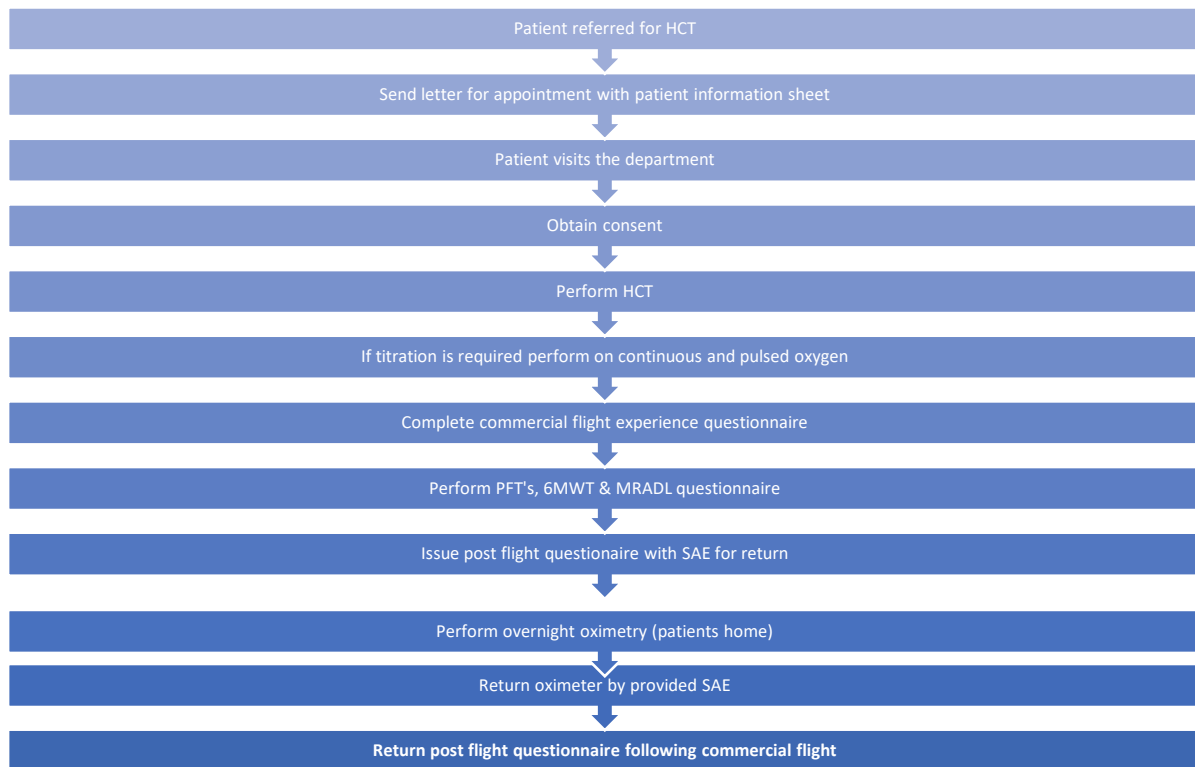 Patient referred for HCT
Send letter for appointment with patient information sheet
Patient visits the department
Obtain consent
Perform HCT
If titration is required perform on continuous and pulsed oxygen
Complete commercial flight experience questionnaire
Perform PFT's, 6MWT & MRADL questionnaire
Issue post flight questionaire with SAE for return
Perform overnight oximetry (patients home)
Return oximeter by provided SAE
Return post flight questionnaire following commercial flight